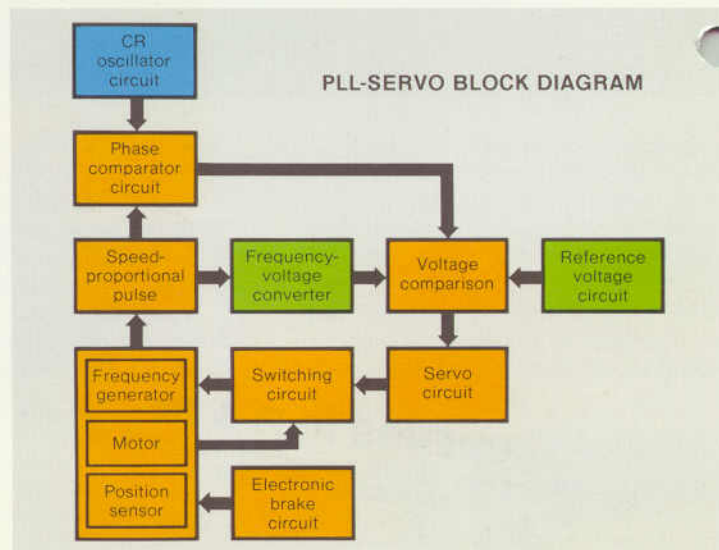 CR
oscillator
circuit
PLL-SERVO BLOCK DIAGRAM
Phase
comparator
circuit
Speed-
proportional
pulse
Frequency-
voltage
converter
Voltage
comparison
Reference
voltage
circuit
Frequency
generator
Switching
circuit
Servo
circuit
Motor
Position
sensor
Electronic
brake
circuit